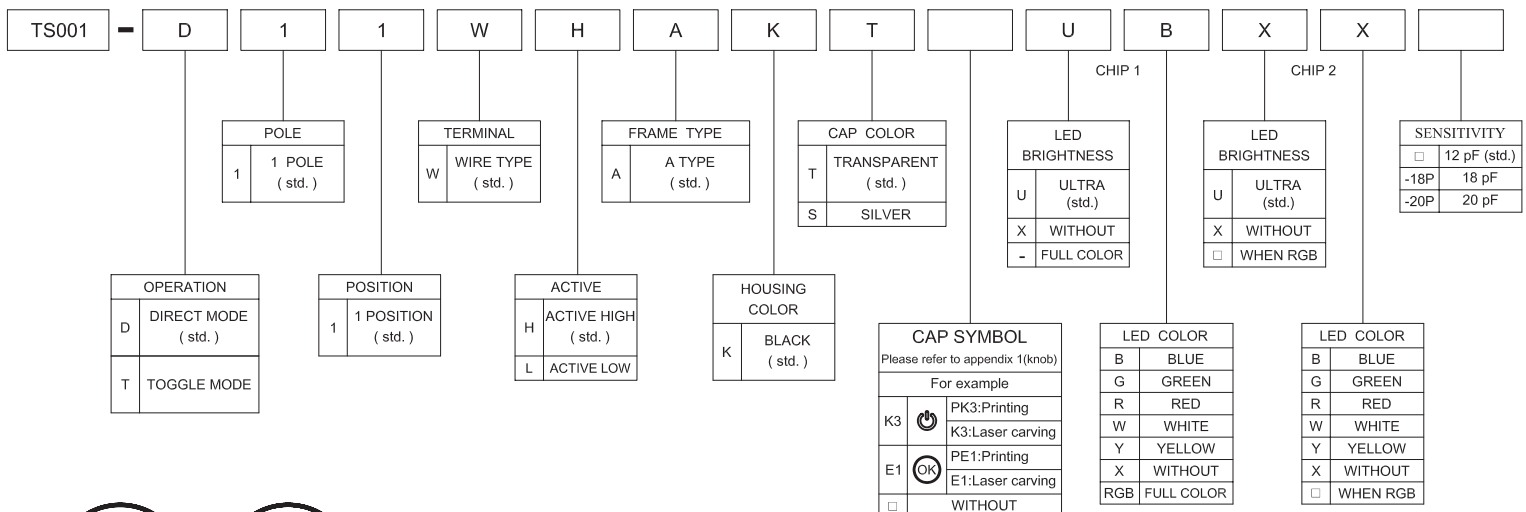 TS001 - D 1 1 W H A K T U B X X
CHIP 1 CHIP 2
POLE
1 1 POLE
( std. )
TERMINAL
W WIRE TYPE
( std. )
FRAME TYPE
A A TYPE
( std. )
CAP COLOR
T TRANSPARENT
( std. )
S SILVER
LED
BRIGHTNESS
U ULTRA
(std.)
X WITHOUT
- FULL COLOR
LED
BRIGHTNESS
U ULTRA
(std.)
X WITHOUT
□ WHEN RGB
SENSITIVITY
□ 12 pF (std.)
-18P 18 pF
-20P 20 pF
OPERATION
D DIRECT MODE
( std. )
T TOGGLE MODE
POSITION
1 1 POSITION
( std. )
ACTIVE
H ACTIVE HIGH
( std. )
L ACTIVE LOW
HOUSING
COLOR
K BLACK
( std. )
CAP SYMBOL
Please refer to appendix 1(knob)
For example
K3 PK3:Printing
K3:Laser carving
E1 OK PE1:Printing
E1:Laser carving
□ WITHOUT
LED COLOR
B BLUE
G GREEN
R RED
W WHITE
Y YELLOW
X WITHOUT
RGB FULL COLOR
LED COLOR
B BLUE
G GREEN
R RED
W WHITE
Y YELLOW
X WITHOUT
□ WHEN RGB